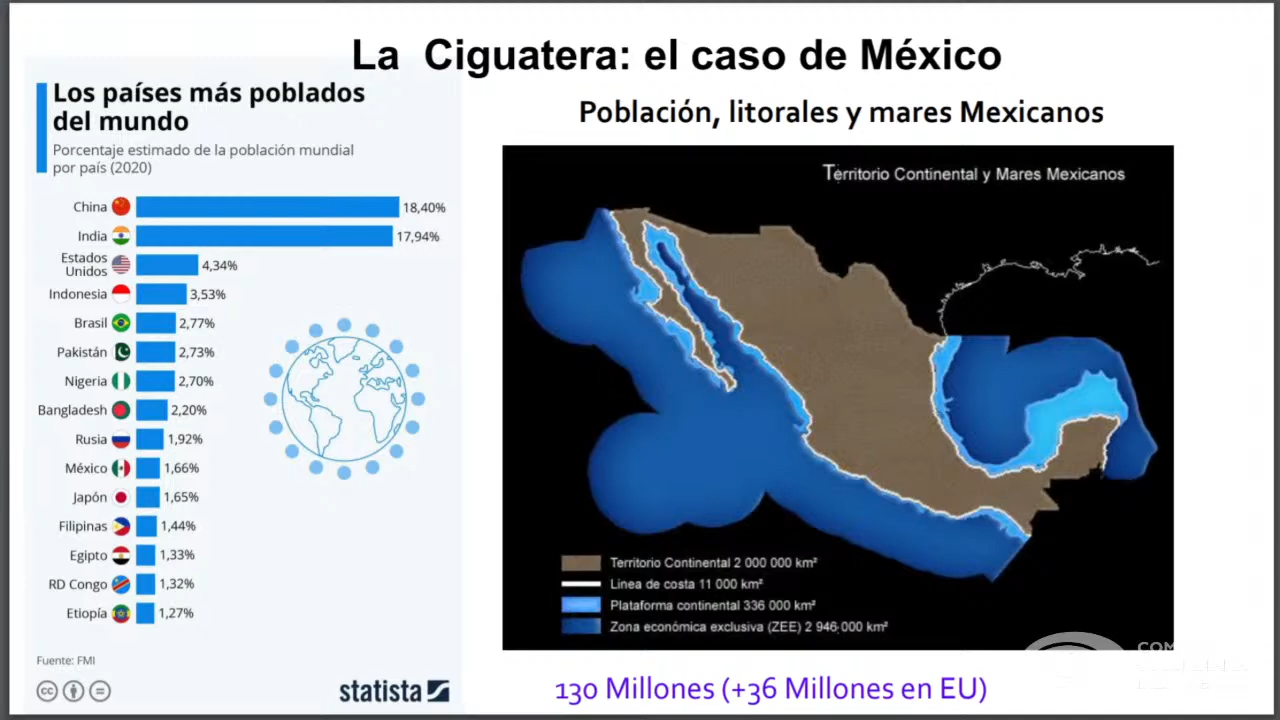 La Ciguatera: el caso de México
Los países más poblados
del mundo
Porcentaje estimado de la población mundial
por país (2020)
China 18,40%
India 17,94%
Estados
Unidos 4,34%
Indonesia 3,53%
Brasil 2,77%
Pakistán 2,73%
Nigeria 2,70%
Bangladesh 2,20%
Rusia 1,92%
México 1,66%
Japón 1,65%
Filipinas 1,44%
Egipto 1,33%
RD Congo 1,32%
Etiopía 1,27%
Fuente: FMI
cc
statista
Población, litorales y mares Mexicanos
Territorio Continental y Mares Mexicanos
Territorio Continental 2 000 000 km²
Linea de costa 11 000 km²
Plataforma continental 336 000 km²
Zona económica exclusiva (ZEE) 2 946 000 km²
130 Millones (+36 Millones en EU)